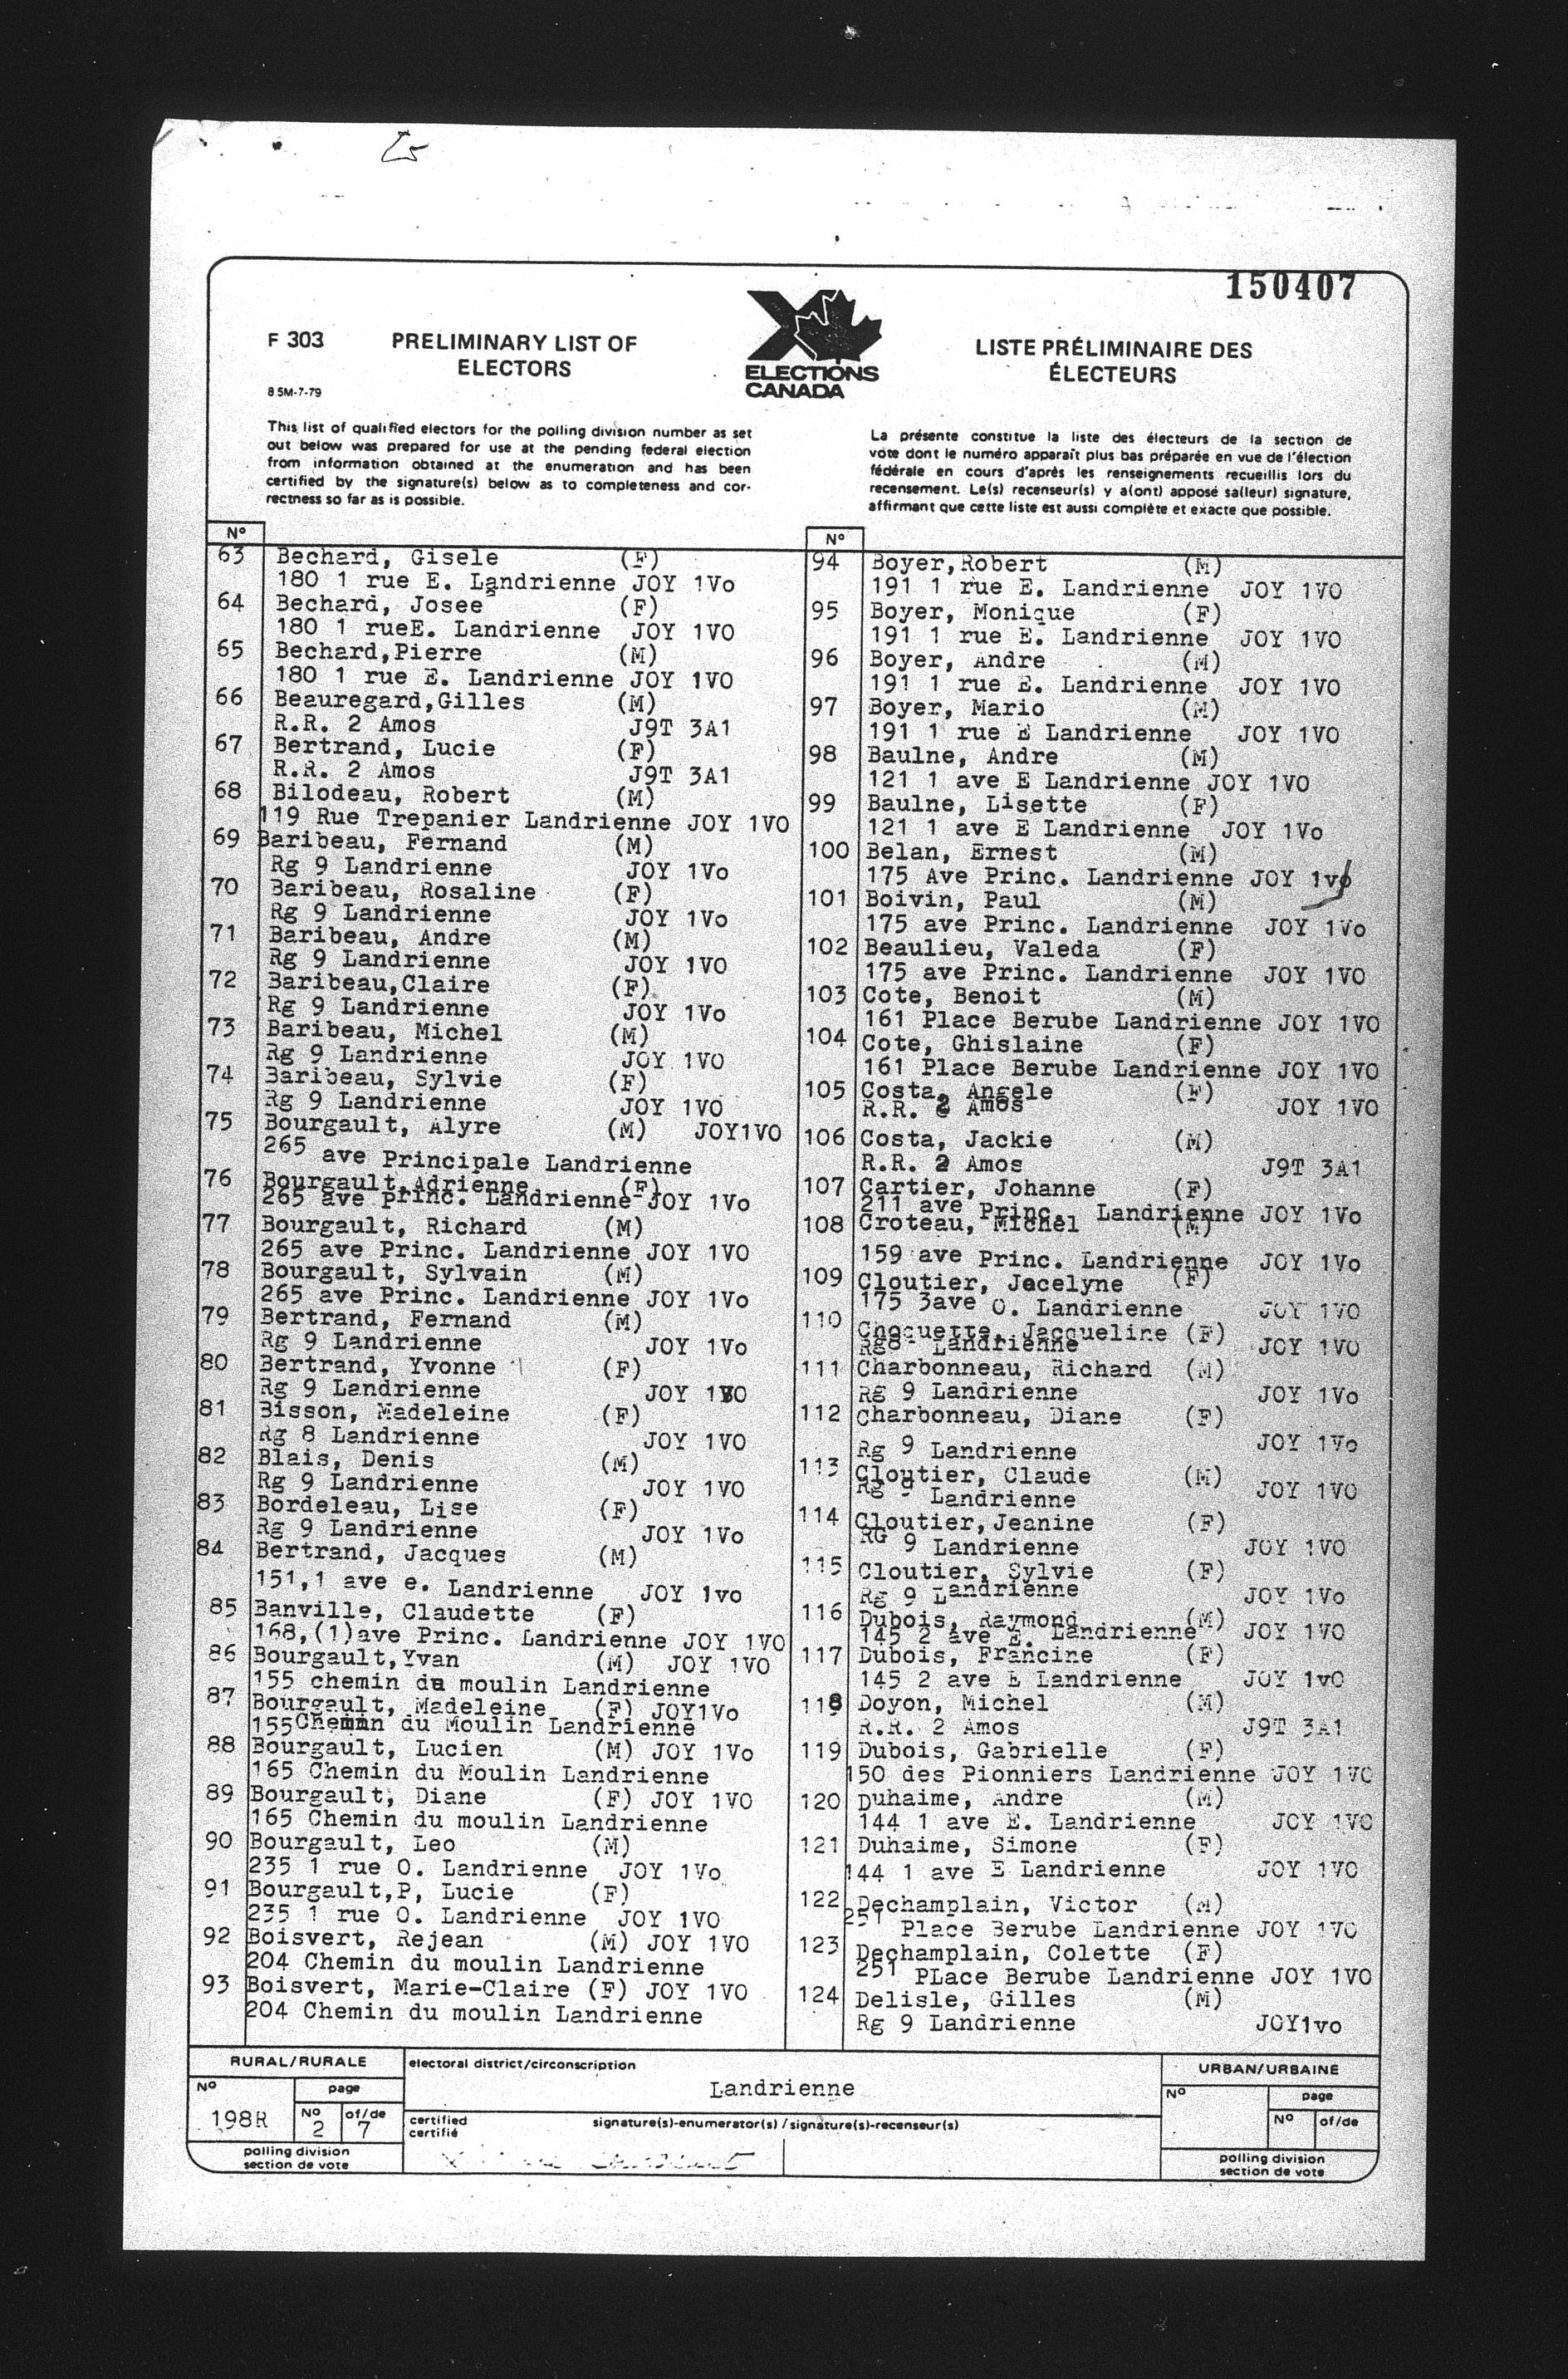 150407
F 303
PRELIMINARY LIST OF
ELECTORS
8 5M-7-79
ELECTIONS
CANADA
LISTE PRÉLIMINAIRE DES
ÉLECTEURS
This list of qualified electors for the polling division number as set
out below was prepared for use at the pending federal election
from information obtained at the enumeration and has been
certified by the signature(s) below as to completeness and cor-
rectness so far as is possible.
La présente constitue la liste des électeurs de la section de
vote dont le numéro apparaît plus bas préparée en vue de l'élection
fédérale en cours d'après les renseignements recueillis lors du
recensement. Le(s) recenseur(s) y a(ont) apposé sa(leur) signature,
affirmant que cette liste est aussi complète et exacte que possible.
Nº
63 Bechard, Gisele (F)
180 1 rue E. Landrienne JOY 1Vo
64 Bechard, Josee (F)
180 1 rueE. Landrienne JOY 1VO
65 Bechard,Pierre (M)
180 1 rue E. Landrienne JOY 1VO
66 Beauregard,Gilles (M)
R.R. 2 Amos J9T 3A1
67 Bertrand, Lucie (F)
R.R. 2 Amos J9T 3A1
68 Bilodeau, Robert (M)
119 Rue Trepanier Landrienne JOY 1VO
69 Baribeau, Fernand (M)
Rg 9 Landrienne JOY 1Vo
70 Baribeau, Rosaline (F)
Rg 9 Landrienne JOY 1Vo
71 Baribeau, Andre (M)
Rg 9 Landrienne JOY 1VO
72 Baribeau,Claire (F)
Rg 9 Landrienne JOY 1Vo
73 Baribeau, Michel (M)
Rg 9 Landrienne JOY 1VO
74 Baribeau, Sylvie (F)
Rg 9 Landrienne JOY 1VO
75 Bourgault, Alyre (M) JOY1VO
265 ave Principale Landrienne
76 Bourgault,Adrienne (F)
265 ave Princ. Landrienne JOY 1Vo
77 Bourgault, Richard (M)
265 ave Princ. Landrienne JOY 1VO
78 Bourgault, Sylvain (M)
265 ave Princ. Landrienne JOY 1Vo
79 Bertrand, Fernand (M)
Rg 9 Landrienne JOY 1Vo
80 Bertrand, Yvonne (F)
Rg 9 Landrienne JOY 1VO
81 Bisson, Madeleine (F)
Rg 8 Landrienne JOY 1VO
82 Blais, Denis (M)
Rg 9 Landrienne JOY 1VO
83 Bordeleau, Lise (F)
Rg 9 Landrienne JOY 1Vo
84 Bertrand, Jacques (M)
151,1 ave e. Landrienne JOY 1vo
85 Banville, Claudette (F)
168,(1)ave Princ. Landrienne JOY 1VO
86 Bourgault,Yvan (M) JOY 1VO
155 chemin du moulin Landrienne
87 Bourgault, Madeleine (F) JOY1Vo
155Chemin du Moulin Landrienne
88 Bourgault, Lucien (M) JOY 1Vo
165 Chemin du Moulin Landrienne
89 Bourgault, Diane (F) JOY 1VO
165 Chemin du moulin Landrienne
90 Bourgault, Leo (M)
235 1 rue O. Landrienne JOY 1Vo
91 Bourgault,P, Lucie (F)
235 1 rue O. Landrienne JOY 1VO
92 Boisvert, Rejean (M) JOY 1VO
204 Chemin du moulin Landrienne
93 Boisvert, Marie-Claire (F) JOY 1VO
204 Chemin du moulin Landrienne
Nº
94 Boyer,Robert (M)
191 1 rue E. Landrienne JOY 1VO
95 Boyer, Monique (F)
191 1 rue E. Landrienne JOY 1VO
96 Boyer, Andre (M)
191 1 rue E. Landrienne JOY 1VO
97 Boyer, Mario (M)
191 1 rue E Landrienne JOY 1VO
98 Baulne, Andre (M)
121 1 ave E Landrienne JOY 1VO
99 Baulne, Lisette (F)
121 1 ave E Landrienne JOY 1Vo
100 Belan, Ernest (M)
175 Ave Princ. Landrienne JOY 1vo
101 Boivin, Paul (M)
175 ave Princ. Landrienne JOY 1Vo
102 Beaulieu, Valeda (F)
175 ave Princ. Landrienne JOY 1VO
103 Cote, Benoit (M)
161 Place Berube Landrienne JOY 1VO
104 Cote, Ghislaine (F)
161 Place Berube Landrienne JOY 1VO
105 Costa, Angele (F)
R.R. 2 Amos JOY 1VO
106 Costa, Jackie (M)
R.R. 2 Amos J9T 3A1
107 Cartier, Johanne (F)
211 ave Princ. Landrienne JOY 1Vo
108 Croteau, Michel (M)
159 ave Princ. Landrienne JOY 1Vo
109 Cloutier, Jocelyne (F)
175 3ave O. Landrienne JOY 1VO
110 Choquette, Jacqueline (F)
Rg8 Landrienne JOY 1VO
111 Charbonneau, Richard (M)
Rg 9 Landrienne JOY 1Vo
112 Charbonneau, Diane (F)
Rg 9 Landrienne JOY 1Vo
113 Cloutier, Claude (M)
Rg 9 Landrienne JOY 1VO
114 Cloutier,Jeanine (F)
RG 9 Landrienne JOY 1VO
115 Cloutier, Sylvie (F)
Rg 9 Landrienne JOY 1Vo
116 Dubois, Raymond (M)
145 2 ave E. Landrienne JOY 1VO
117 Dubois, Francine (F)
145 2 ave E Landrienne JOY 1vO
118 Doyon, Michel (M)
R.R. 2 Amos J9T 3A1
119 Dubois, Gabrielle (F)
150 des Pionniers Landrienne JOY 1VO
120 Duhaime, Andre (M)
144 1 ave E. Landrienne JOY 1VO
121 Duhaime, Simone (F)
144 1 ave E Landrienne JOY 1VO
122 Dechamplain, Victor (M)
251 Place Berube Landrienne JOY 1VO
123 Dechamplain, Colette (F)
251 PLace Berube Landrienne JOY 1VO
124 Delisle, Gilles (M)
Rg 9 Landrienne JOY1vo
RURAL/RURALE
Nº
198R
page
Nº
2
of/de
7
polling division
section de vote
electoral district/circonscription
Landrienne
certified
certifié
signature(s)-enumerator(s)/signature(s)-recenseur(s)
URBAN/URBAINE
Nº
page
Nº
of/de
polling division
section de vote